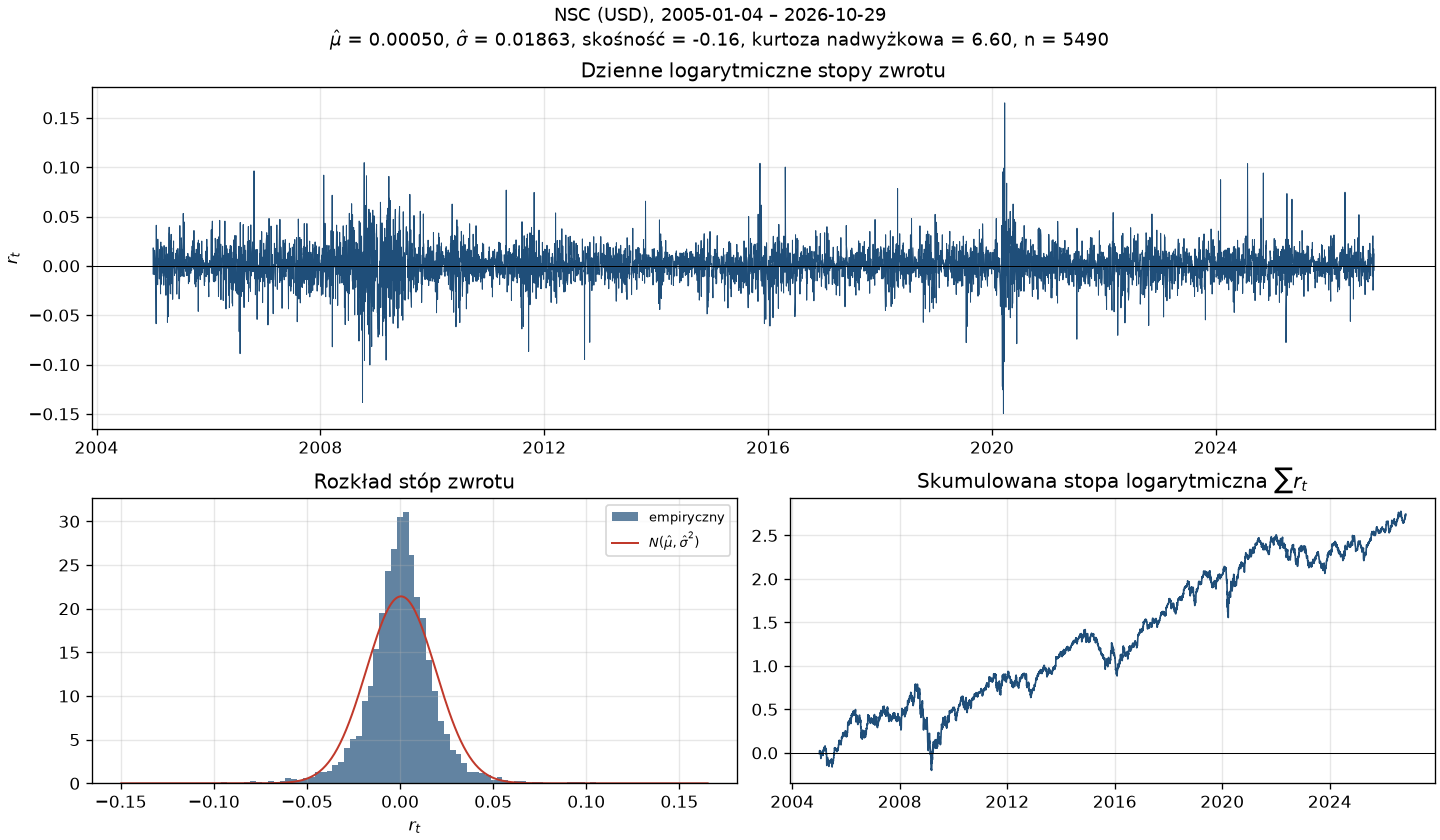 NSC (USD), 2005-01-04 – 2026-10-29
μ̂ = 0.00050, σ̂ = 0.01863, skośność = -0.16, kurtoza nadwyżkowa = 6.60, n = 5490
Dzienne logarytmiczne stopy zwrotu
0.15
0.10
0.05
0.00
−0.05
−0.10
−0.15
r_t
2004 2008 2012 2016 2020 2024
Rozkład stóp zwrotu
30
25
20
15
10
5
0
empiryczny
N(μ̂, σ̂²)
−0.15 −0.10 −0.05 0.00 0.05 0.10 0.15
r_t
Skumulowana stopa logarytmiczna ∑r_t
2.5
2.0
1.5
1.0
0.5
0.0
2004 2008 2012 2016 2020 2024